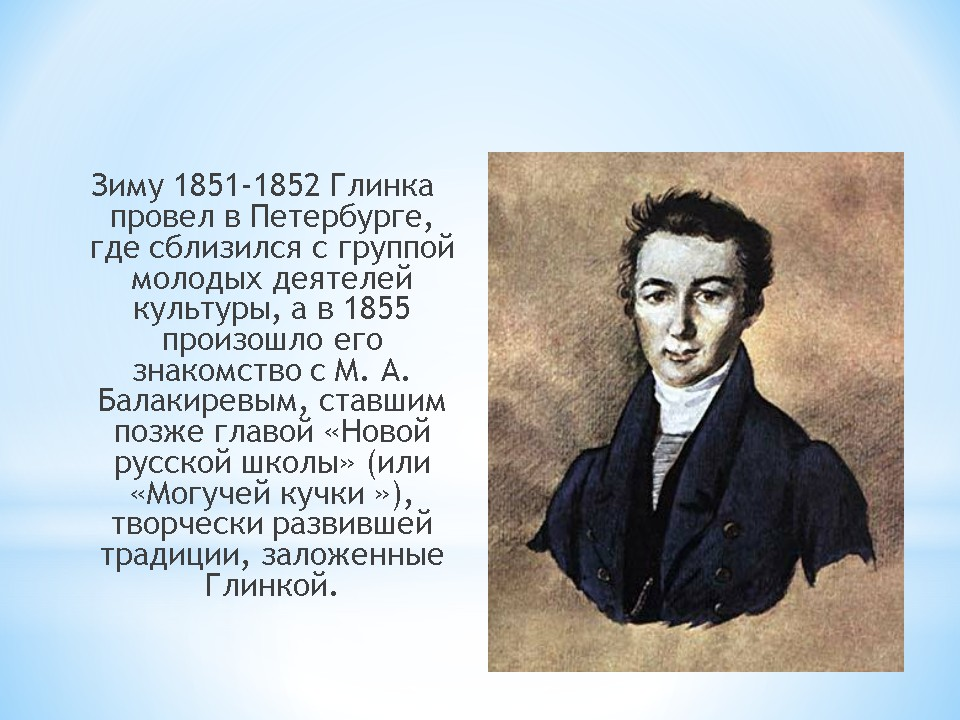 Зиму 1851-1852 Глинка
провел в Петербурге,
где сблизился с группой
молодых деятелей
культуры, а в 1855
произошло его
знакомство с М. А.
Балакиревым, ставшим
позже главой «Новой
русской школы» (или
«Могучей кучки »),
творчески развившей
традиции, заложенные
Глинкой.